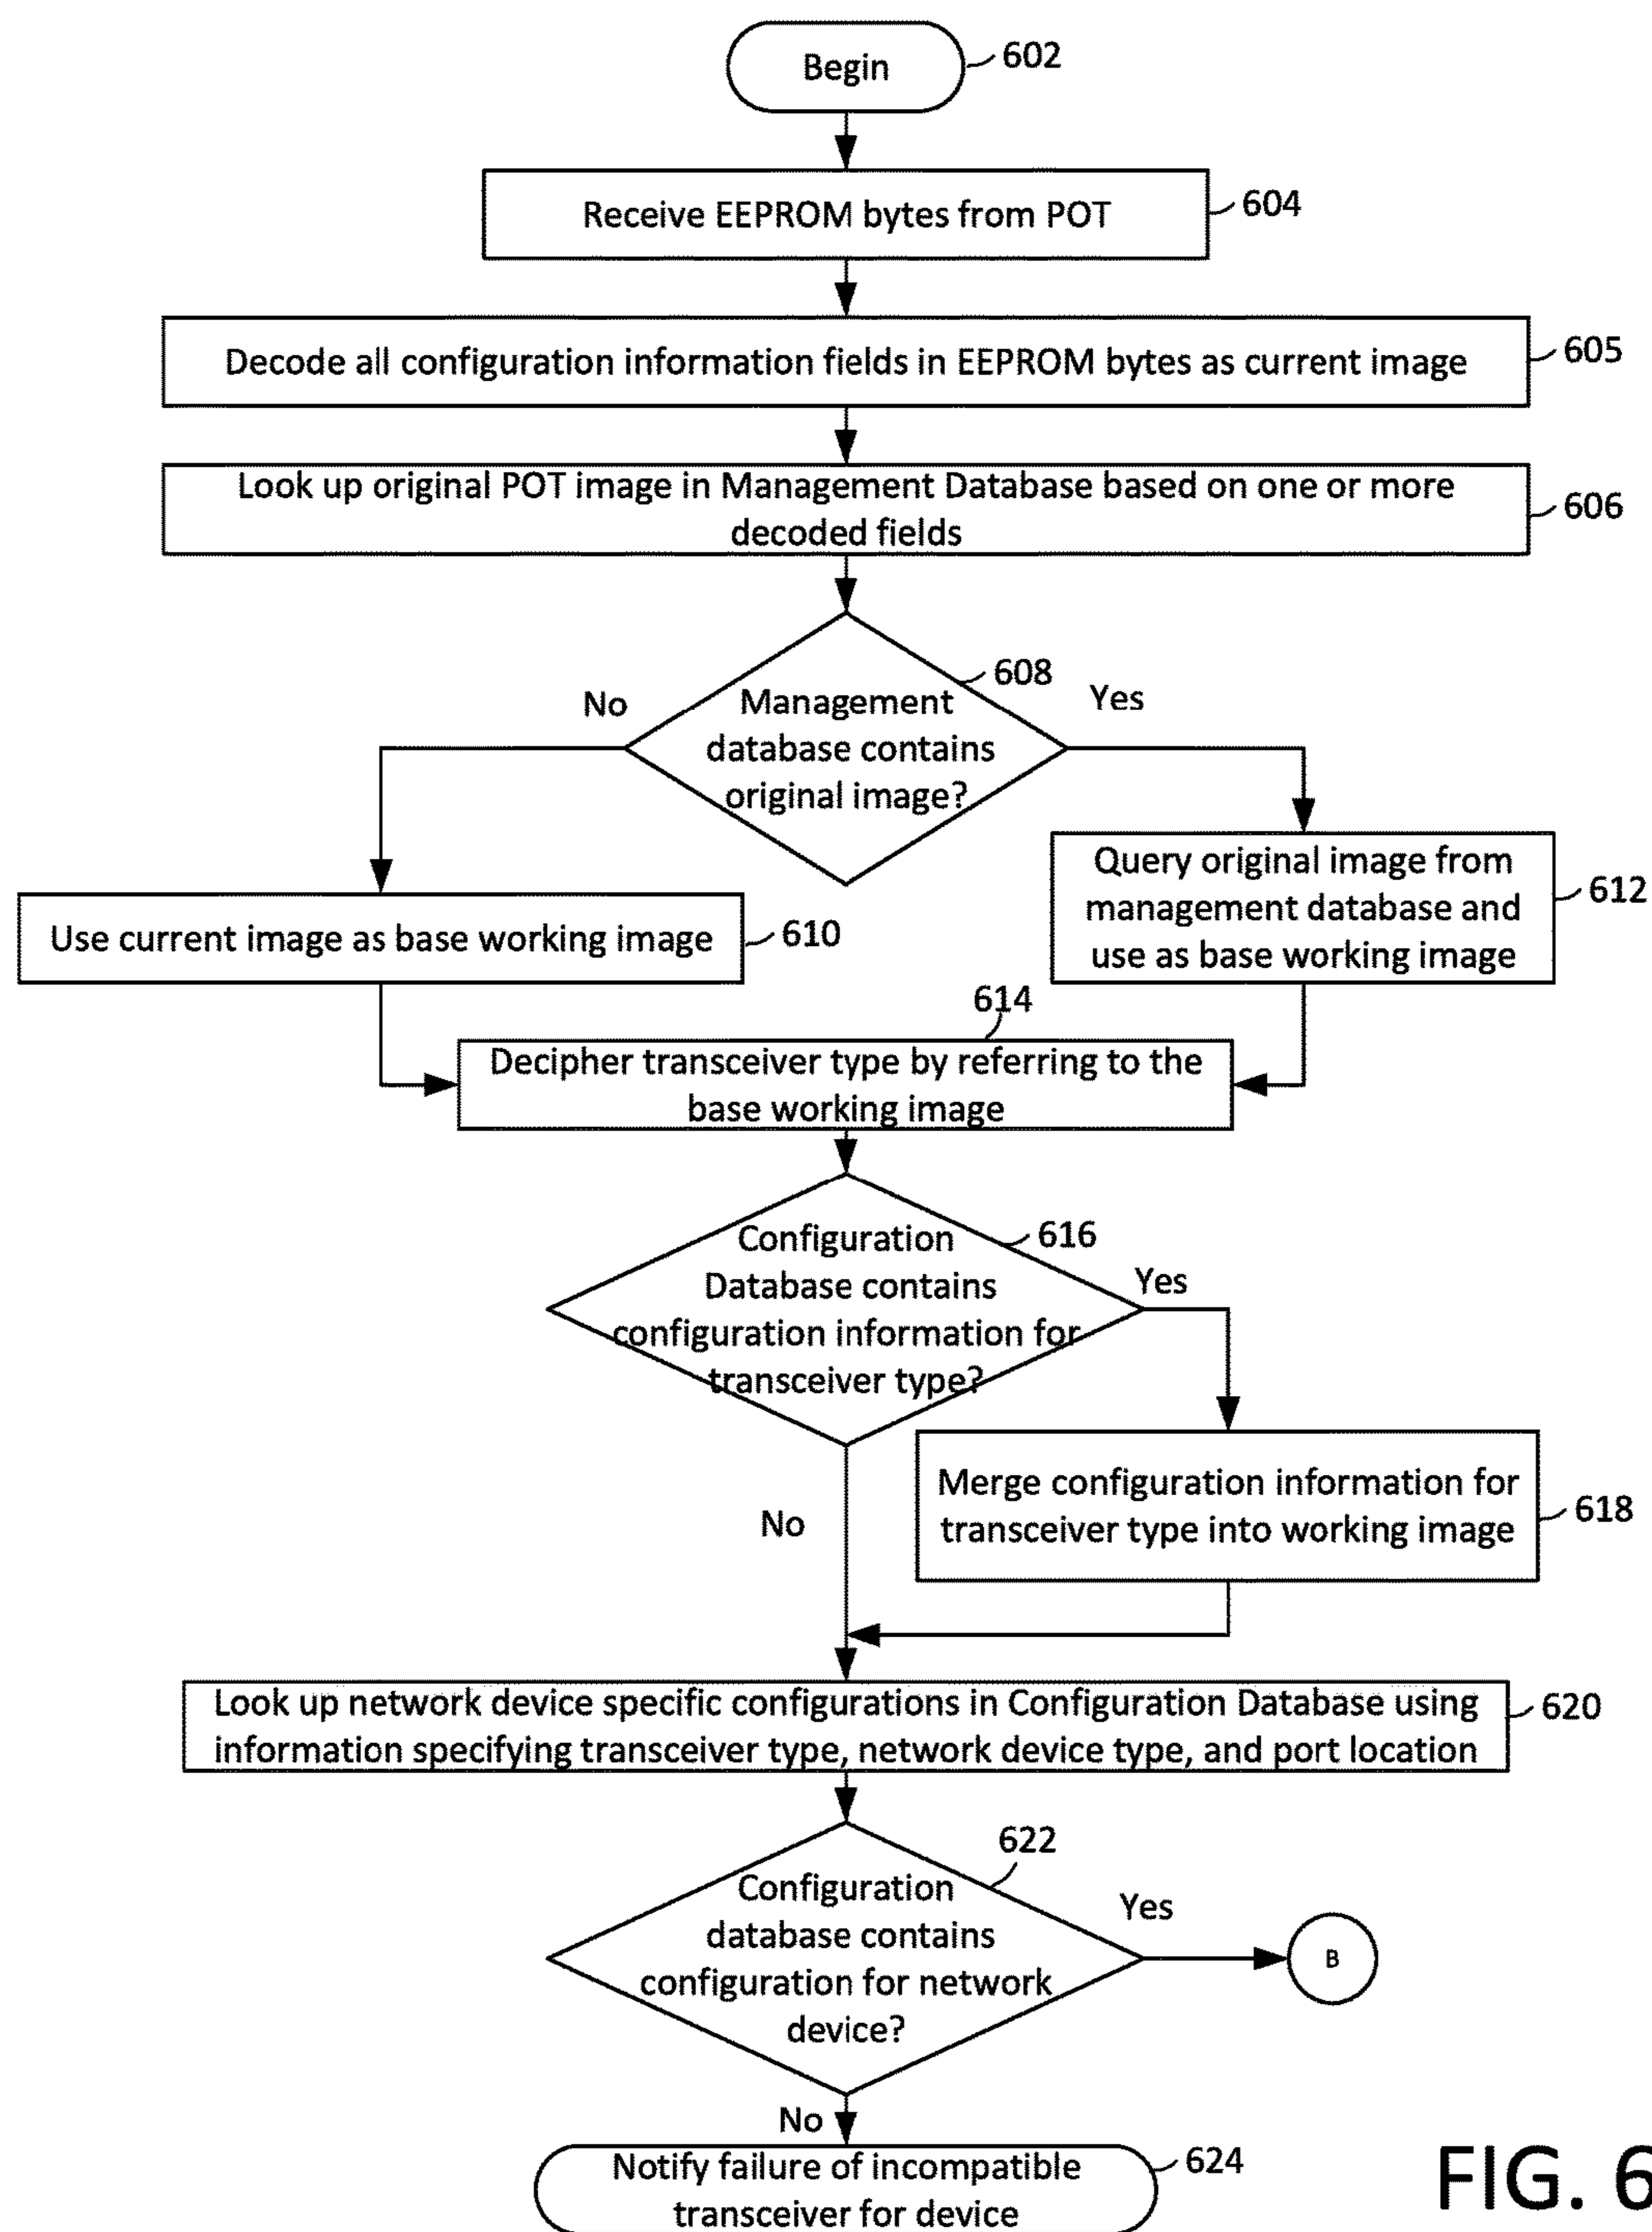 Begin
602
Receive EEPROM bytes from POT
604
Decode all configuration information fields in EEPROM bytes as current image
605
Look up original POT image in Management Database based on one or more
decoded fields
606
608
No
Yes
Management
database contains
original image?
Query original image from
management database and
use as base working image
612
Use current image as base working image
610
614
Decipher transceiver type by referring to the
base working image
616
Configuration
Database contains
configuration information for
transceiver type?
Yes
Merge configuration information for
transceiver type into working image
618
No
Look up network device specific configurations in Configuration Database using
information specifying transceiver type, network device type, and port location
620
622
Configuration
database contains
configuration for network
device?
Yes
B
No
Notify failure of incompatible
transceiver for device
624
FIG. 6